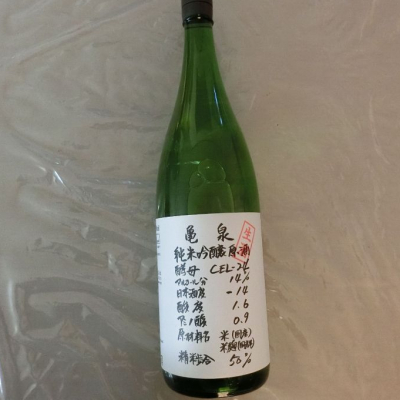 亀 泉
生
純米吟醸原酒
酵母 CEL-24
アルコール分 14%
日本酒度 -14
酸度 1.6
アミノ酸 0.9
原材料名 米(国産)
米麹(国産米)
精米歩合 50%